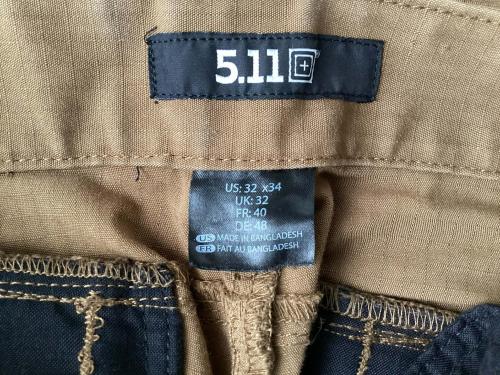 5.11
US: 32 x34
UK: 32
FR: 40
DE: 48
US MADE IN BANGLADESH
FR FAIT AU BANGLADESH